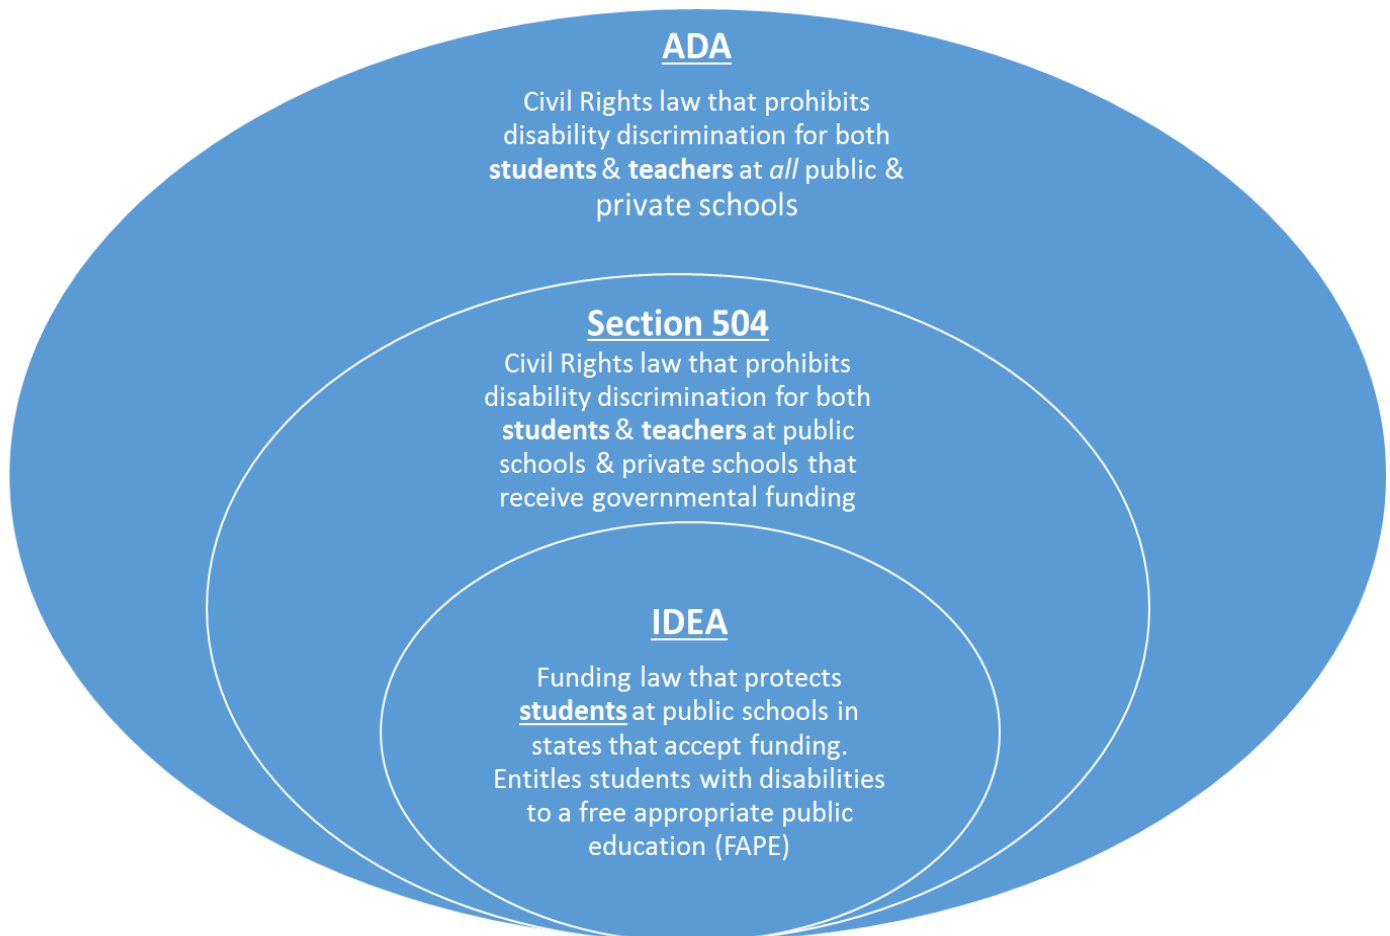 ADA
Civil Rights law that prohibits
disability discrimination for both
students & teachers at all public &
private schools
Section 504
Civil Rights law that prohibits
disability discrimination for both
students & teachers at public
schools & private schools that
receive governmental funding
IDEA
Funding law that protects
students at public schools in
states that accept funding.
Entitles students with disabilities
to a free appropriate public
education (FAPE)